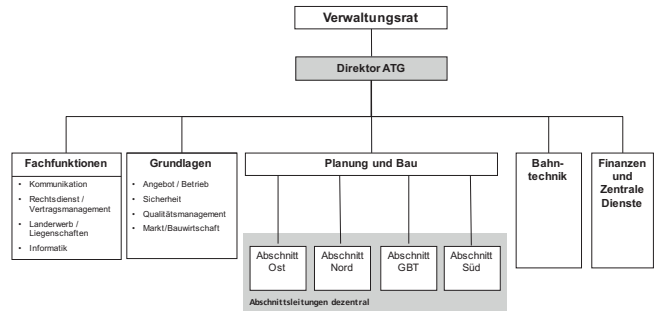 Verwaltungsrat
Direktor ATG
Fachfunktionen
• Kommunikation
• Rechtsdienst /
Vertragsmanagement
• Landerwerb /
Liegenschaften
• Informatik
Grundlagen
• Angebot / Betrieb
• Sicherheit
• Qualitätsmanagement
• Markt/Bauwirtschaft
Planung und Bau
Abschnitt
Ost
Abschnitt
Nord
Abschnitt
GBT
Abschnitt
Süd
Abschnittsleitungen dezentral
Bahn-
technik
Finanzen
und
Zentrale
Dienste